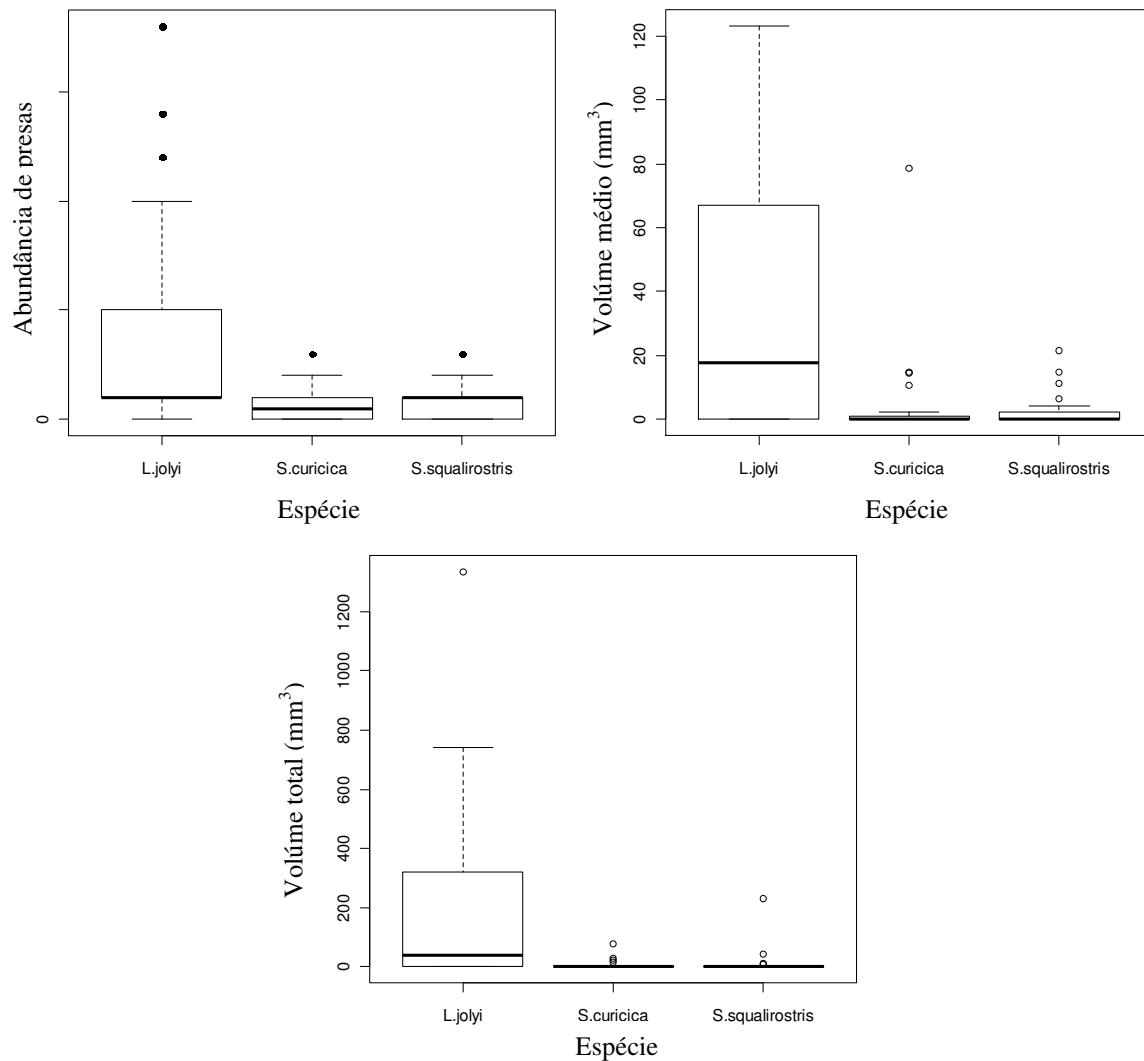 Abundância de presas
0
L.jolyi S.curicica S.squalirostris
Espécie
Volúme médio (mm³)
0 20 40 60 80 100 120
L.jolyi S.curicica S.squalirostris
Espécie
Volúme total (mm³)
0 200 400 600 800 1000 1200
L.jolyi S.curicica S.squalirostris
Espécie